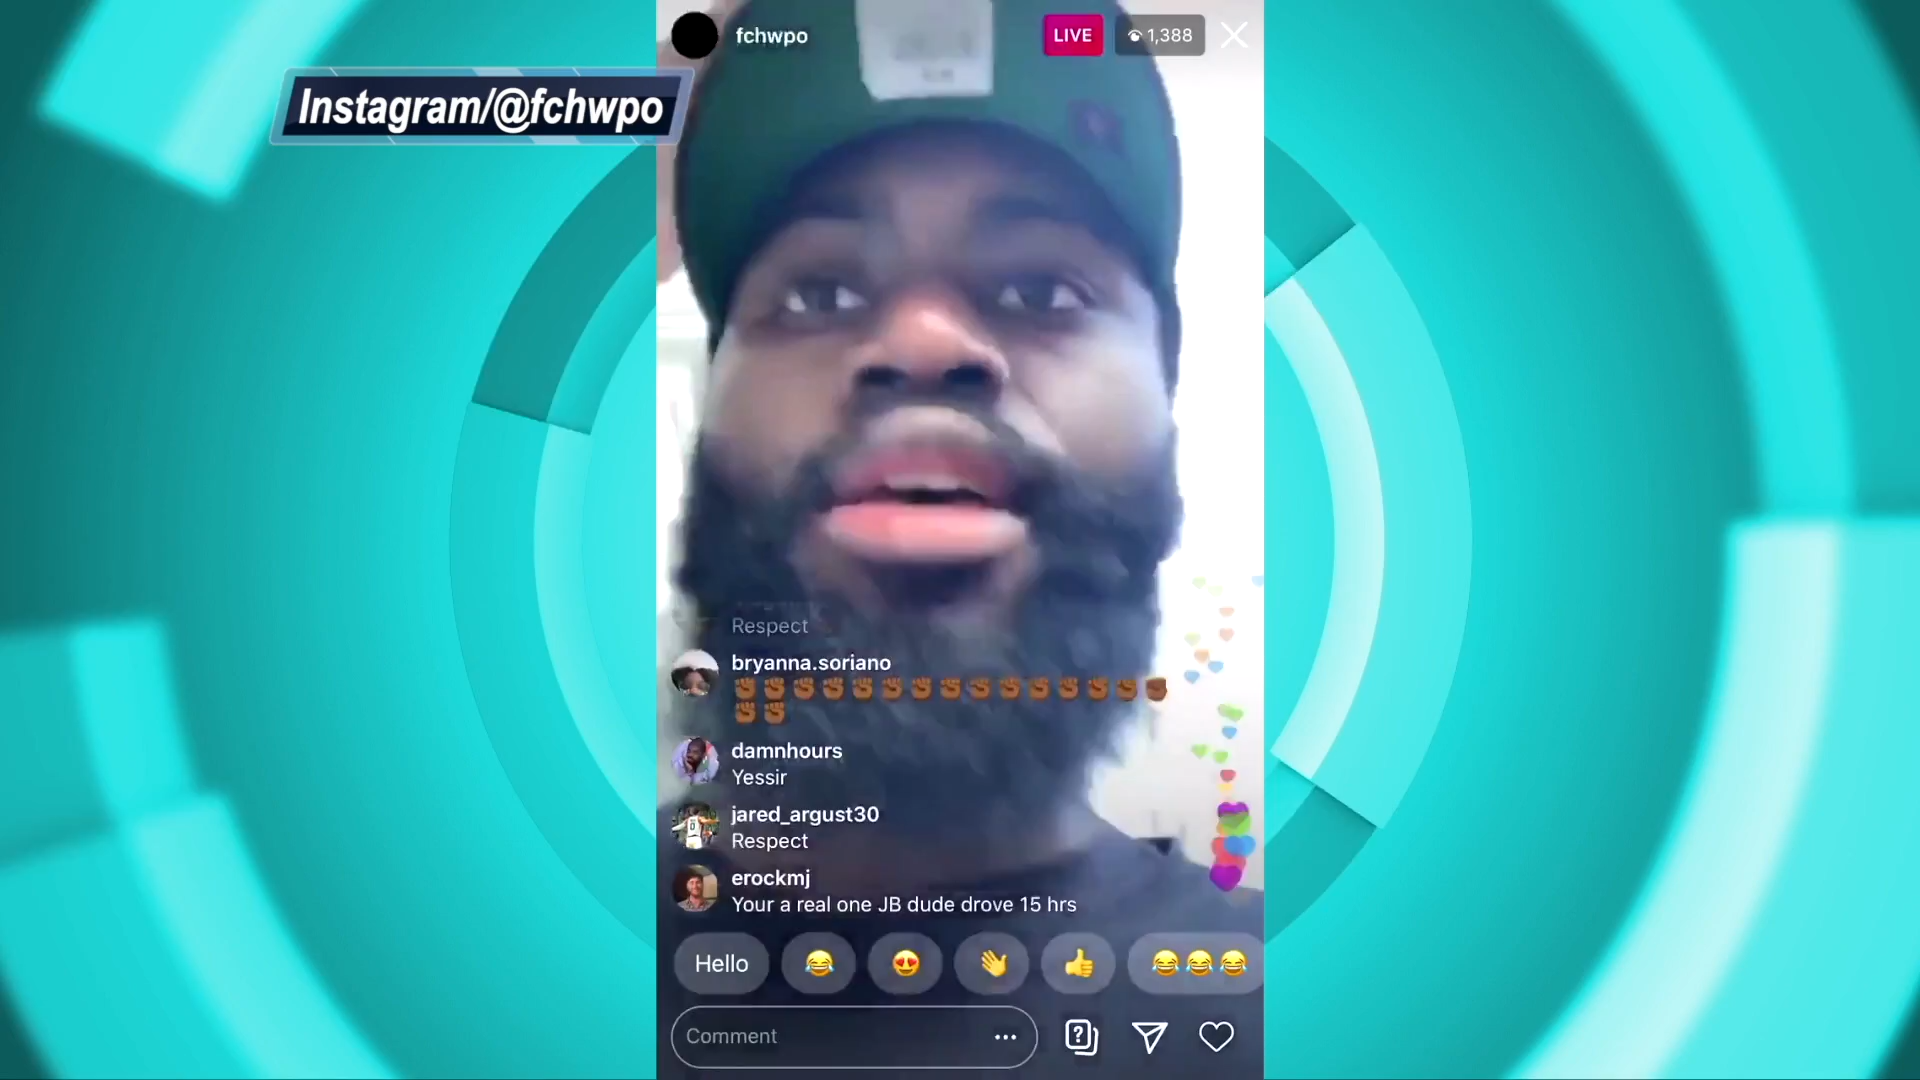 fchwpo
LIVE
1,388
Instagram/@fchwpo
Respect
bryanna.soriano
damnhours
Yessir
jared_argust30
Respect
erockmj
Your a real one JB dude drove 15 hrs
Hello
Comment